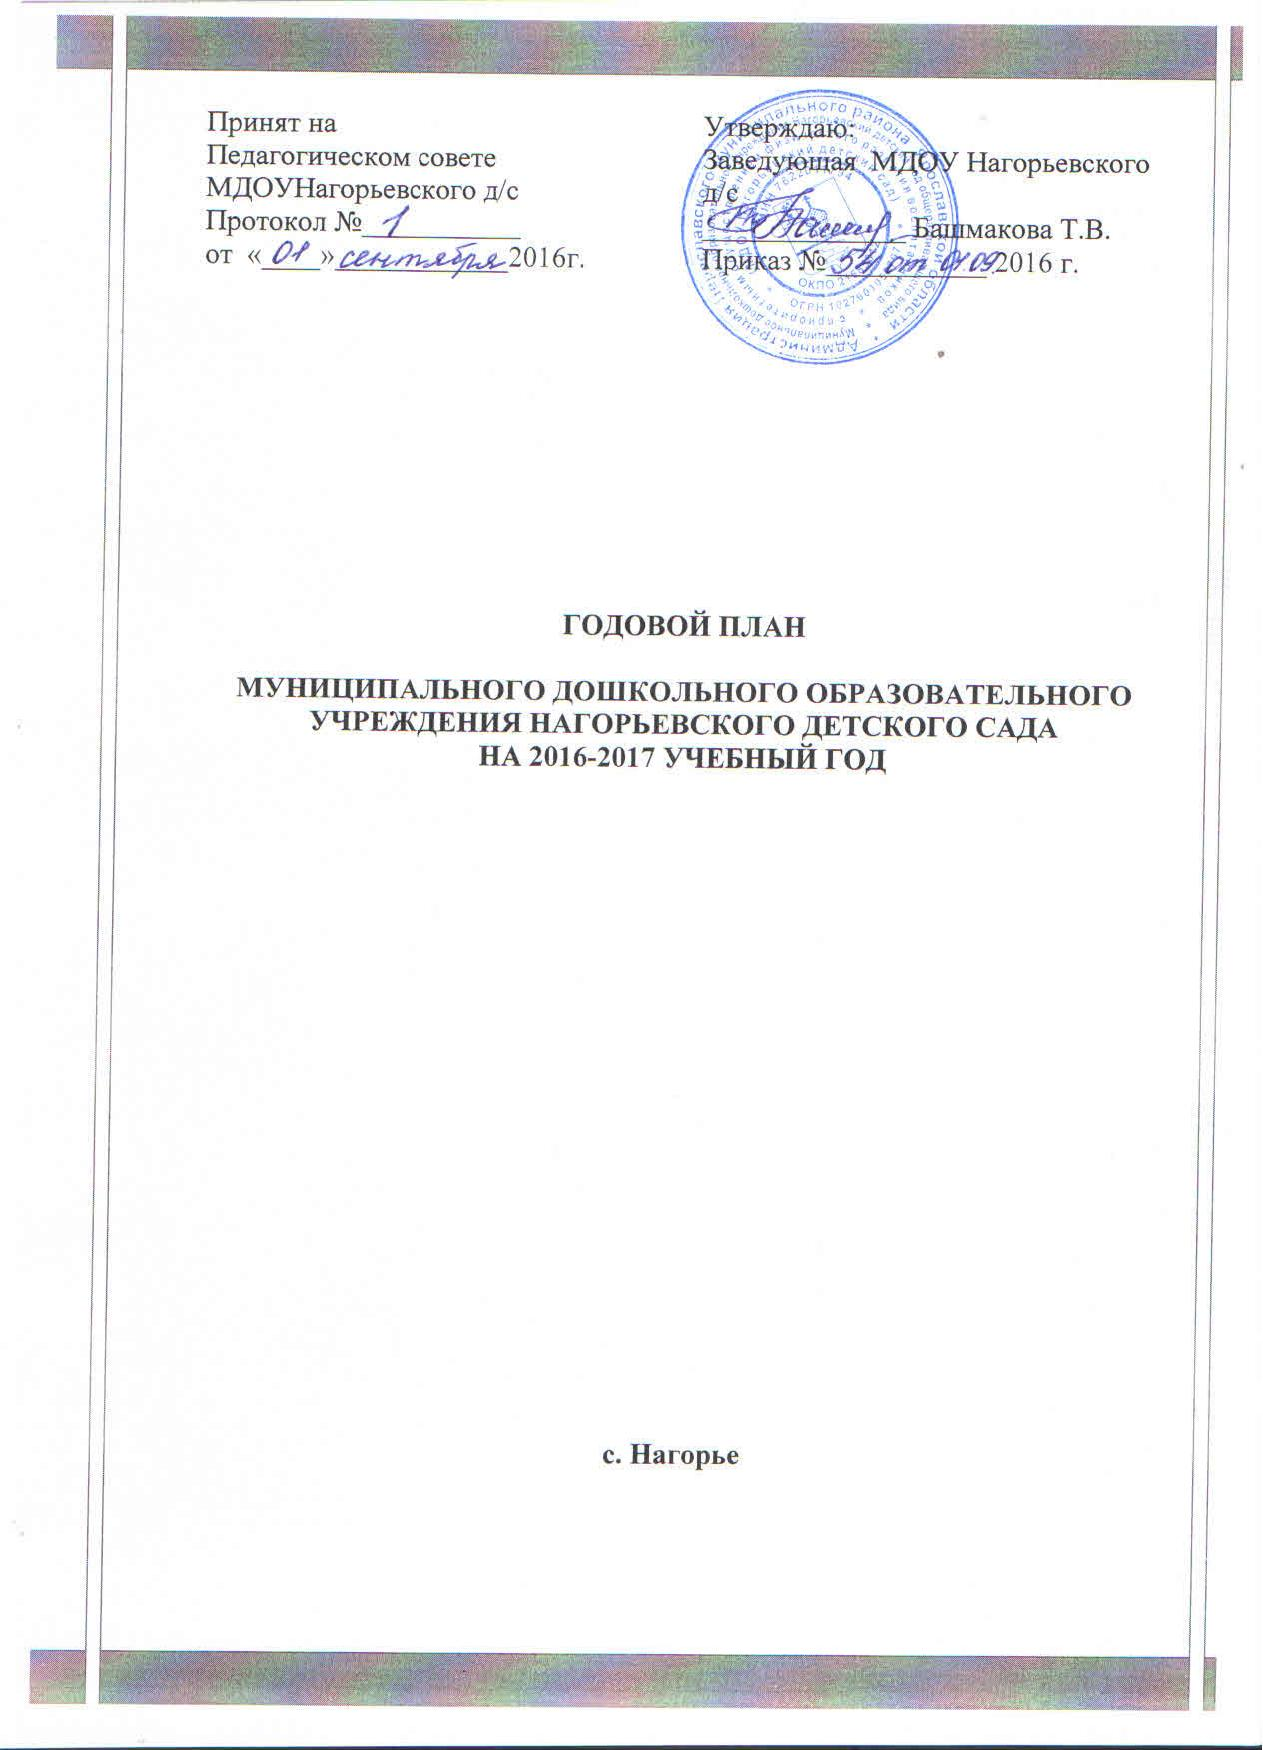 Принят на
Педагогическом совете
МДОУНагорьевского д/с
Протокол № 1
от «01» сентября 2016г.
Утверждаю:
Заведующая МДОУ Нагорьевского
д/с
Башмакова Т.В.
Приказ № 54 от 01.09.2016 г.
ГОДОВОЙ ПЛАН
МУНИЦИПАЛЬНОГО ДОШКОЛЬНОГО ОБРАЗОВАТЕЛЬНОГО
УЧРЕЖДЕНИЯ НАГОРЬЕВСКОГО ДЕТСКОГО САДА
НА 2016-2017 УЧЕБНЫЙ ГОД
с. Нагорье